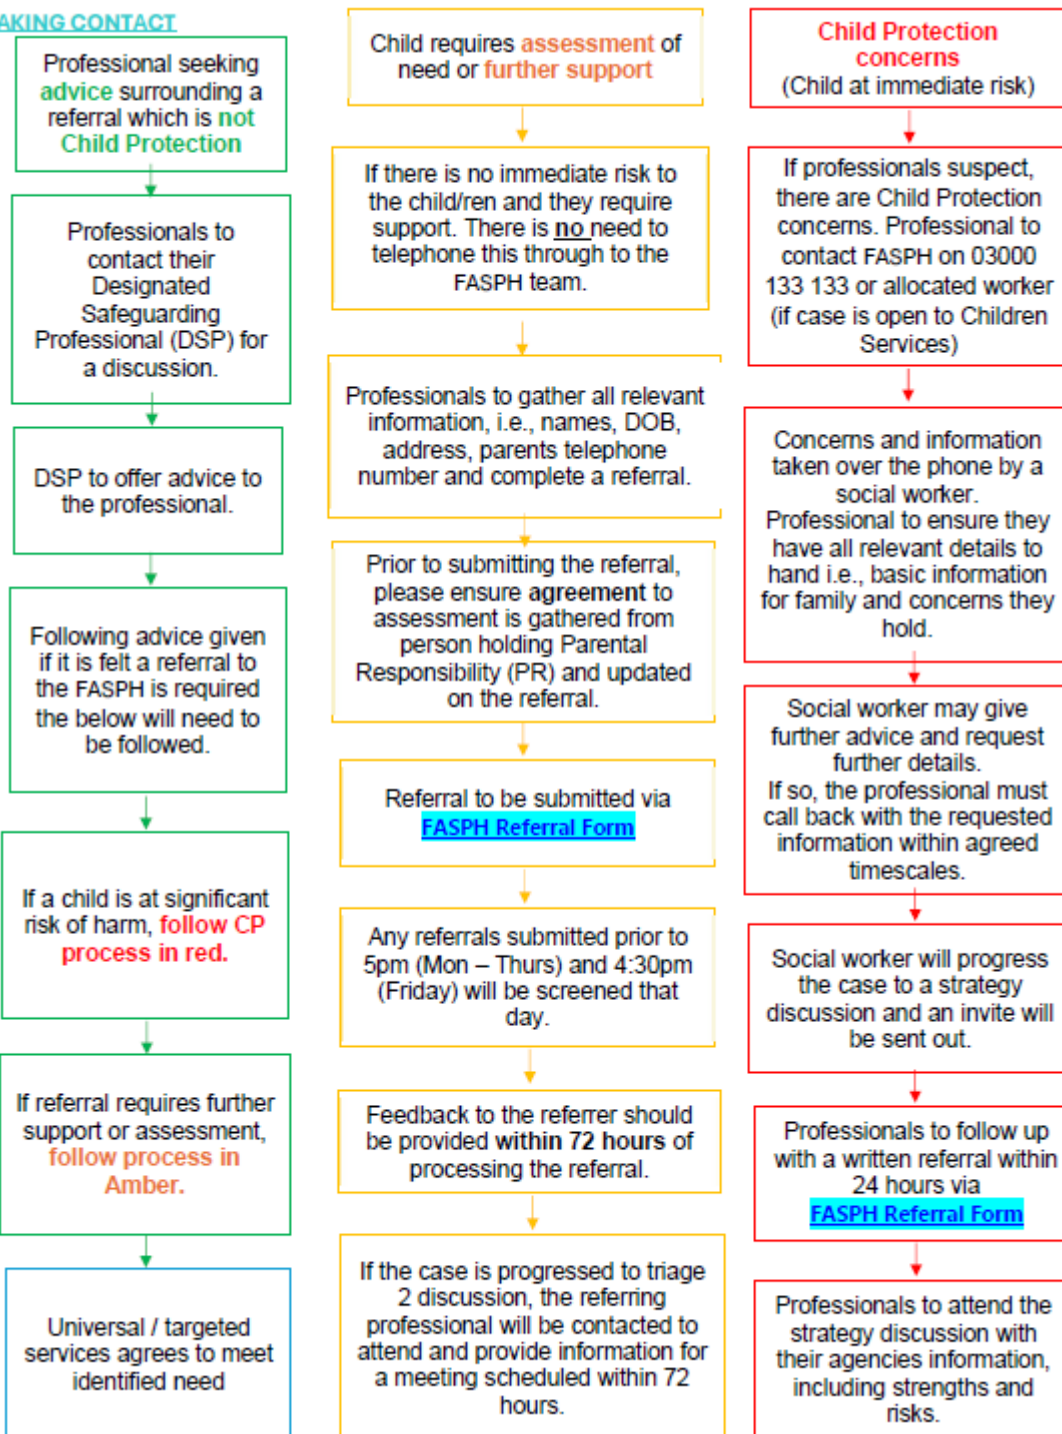 AKING CONTACT
Professional seeking
advice surrounding a
referral which is not
Child Protection
Professionals to
contact their
Designated
Safeguarding
Professional (DSP) for
a discussion.
DSP to offer advice to
the professional.
Following advice given
if it is felt a referral to
the FASPH is required
the below will need to
be followed.
If a child is at significant
risk of harm, follow CP
process in red.
If referral requires further
support or assessment,
follow process in
Amber.
Universal / targeted
services agrees to meet
identified need
Child requires assessment of
need or further support
If there is no immediate risk to
the child/ren and they require
support. There is no need to
telephone this through to the
FASPH team.
Professionals to gather all relevant
information, i.e., names, DOB,
address, parents telephone
number and complete a referral.
Prior to submitting the referral,
please ensure agreement to
assessment is gathered from
person holding Parental
Responsibility (PR) and updated
on the referral.
Referral to be submitted via
FASPH Referral Form
Any referrals submitted prior to
5pm (Mon – Thurs) and 4:30pm
(Friday) will be screened that
day.
Feedback to the referrer should
be provided within 72 hours of
processing the referral.
If the case is progressed to triage
2 discussion, the referring
professional will be contacted to
attend and provide information for
a meeting scheduled within 72
hours.
Child Protection
concerns
(Child at immediate risk)
If professionals suspect,
there are Child Protection
concerns. Professional to
contact FASPH on 03000
133 133 or allocated worker
(if case is open to Children
Services)
Concerns and information
taken over the phone by a
social worker.
Professional to ensure they
have all relevant details to
hand i.e., basic information
for family and concerns they
hold.
Social worker may give
further advice and request
further details.
If so, the professional must
call back with the requested
information within agreed
timescales.
Social worker will progress
the case to a strategy
discussion and an invite will
be sent out.
Professionals to follow up
with a written referral within
24 hours via
FASPH Referral Form
Professionals to attend the
strategy discussion with
their agencies information,
including strengths and
risks.